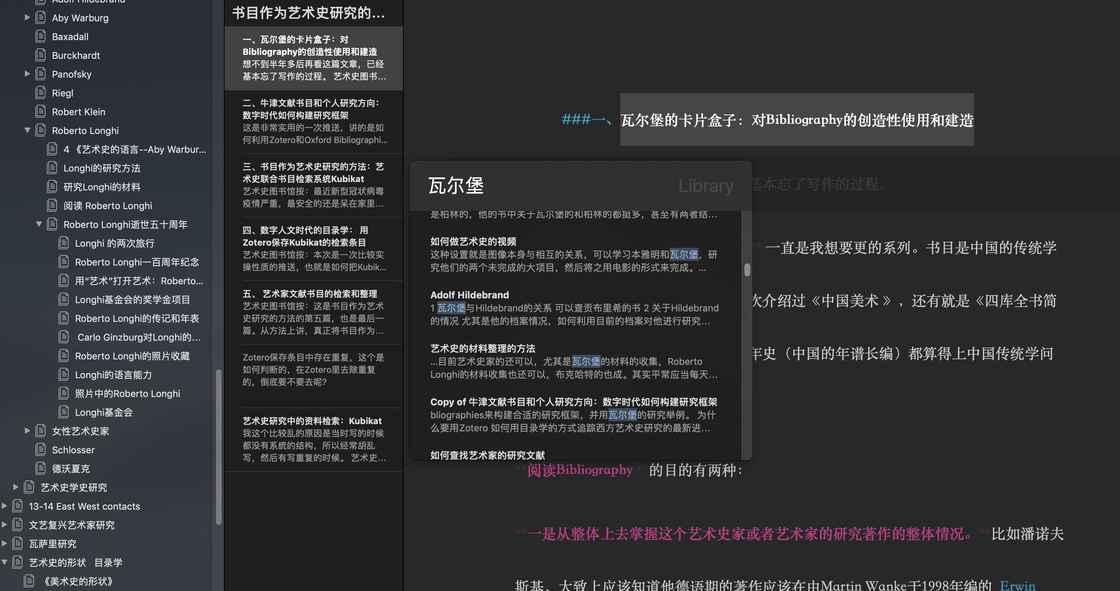 Adolf Hildebrand
Aby Warburg
Baxadall
Burckhardt
Panofsky
Riegl
Robert Klein
Roberto Longhi
4 《艺术史的语言--Aby Warbur...
Longhi的研究方法
研究Longhi的材料
阅读 Roberto Longhi
Roberto Longhi逝世五十周年
Longhi 的两次旅行
Roberto Longhi一百周年纪念
用"艺术"打开艺术：Roberto...
Longhi基金会的奖学金项目
Roberto Longhi的传记和年表
Carlo Ginzburg对Longhi的...
Roberto Longhi的照片收藏
Longhi的语言能力
照片中的Roberto Longhi
Longhi基金会
女性艺术史家
Schlosser
德沃夏克
艺术史学史研究
13-14 East West contacts
文艺复兴艺术家研究
瓦萨里研究
艺术史的形状 目录学
《美术史的形状》
书目作为艺术史研究的...
一、瓦尔堡的卡片盒子：对
Bibliography的创造性使用和建造
想不到半年多后再看这篇文章，已经
基本忘了写作的过程。 艺术史图书...
二、牛津文献书目和个人研究方向：
数字时代如何构建研究框架
这是非常实用的一次推送，讲的是如
何利用Zotero和Oxford Bibliographi...
三、书目作为艺术史研究的方法：艺
术史联合书目检索系统Kubikat
艺术史图书馆按：最近新型冠状病毒
疫情严重，最安全的还是呆在家里...
四、数字人文时代的目录学： 用
Zotero保存Kubikat的检索条目
艺术史图书馆按：本次是一次比较实
操性质的推送，也就是如何把Kubik...
五、 艺术家文献书目的检索和整理
艺术史图书馆按：这是书目作为艺术
史研究的方法的第五篇，也是最后一
篇。从方法上讲，真正将书目作为...
Zotero保存条目中存在重复，这个是
如何判断的，在Zotero里去除重复
的，倒底要不要去呢?
艺术史研究中的资料检索：Kubikat
我这个比较乱的原因是当时写的时候
都没有系统的结构，所以经常胡乱
写，然后有写重复的时候。 艺术史...
###一、瓦尔堡的卡片盒子：对Bibliography的创造性使用和建造
瓦尔堡 Library
是柏林的，他的书中关于瓦尔堡的和柏林的都挺多，甚至有两者结...
如何做艺术史的视频
这种设置就是图像本身与相互的关系，可以学习本雅明和瓦尔堡，研
究他们的两个未完成的大项目，然后将之用电影的形式来完成。...
Adolf Hildebrand
1 瓦尔堡与Hildebrand的关系 可以查贡布里希的书 2 关于Hildebrand
的情况 尤其是他的档案情况，如何利用目前的档案对他进行研究...
艺术史的材料整理的方法
...目前艺术史家的还可以，尤其是瓦尔堡的材料的收集，Roberto
Longhi的材料收集也还可以，布克哈特的也成。其实平常应当每天...
Copy of 牛津文献书目和个人研究方向：数字时代如何构建研究框架
bliographies来构建合适的研究框架，并用瓦尔堡的研究举例。 为什
么要用Zotero 如何用目录学的方式追踪西方艺术史研究的最新进...
如何查找艺术家的研究文献
基本忘了写作的过程。
一直是我想要更的系列。书目是中国的传统学
次介绍过《中国美术 》，还有就是《四库全书简
年史（中国的年谱长编）都算得上中国传统学问
阅读Bibliography 的目的有两种：
一是从整体上去掌握这个艺术史家或者艺术家的研究著作的整体情况。 比如潘诺夫
斯基，大致上应该知道他德语期的著作应该在由Martin Wanke于1998年编的 Erwin